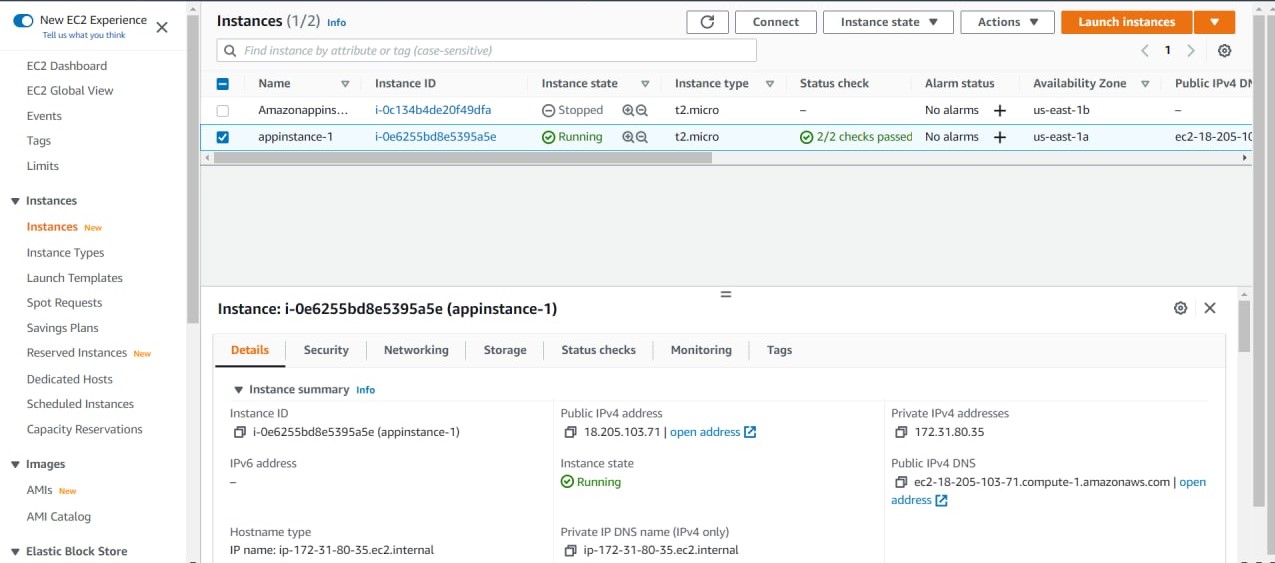 New EC2 Experience
Tell us what you think
EC2 Dashboard
EC2 Global View
Events
Tags
Limits
Instances
Instances New
Instance Types
Launch Templates
Spot Requests
Savings Plans
Reserved Instances New
Dedicated Hosts
Scheduled Instances
Capacity Reservations
Images
AMIs New
AMI Catalog
Elastic Block Store
Instances (1/2) Info
Connect
Instance state
Actions
Launch instances
Find instance by attribute or tag (case-sensitive)
1
Name Instance ID Instance state Instance type Status check Alarm status Availability Zone Public IPv4 DN
Amazonappins... i-0c134b4de20f49dfa Stopped t2.micro – No alarms + us-east-1b –
appinstance-1 i-0e6255bd8e5395a5e Running t2.micro 2/2 checks passed No alarms + us-east-1a ec2-18-205-10
Instance: i-0e6255bd8e5395a5e (appinstance-1)
Details Security Networking Storage Status checks Monitoring Tags
Instance summary Info
Instance ID
i-0e6255bd8e5395a5e (appinstance-1)
Public IPv4 address
18.205.103.71 | open address
Private IPv4 addresses
172.31.80.35
IPv6 address
–
Instance state
Running
Public IPv4 DNS
ec2-18-205-103-71.compute-1.amazonaws.com | open
address
Hostname type
IP name: ip-172-31-80-35.ec2.internal
Private IP DNS name (IPv4 only)
ip-172-31-80-35.ec2.internal